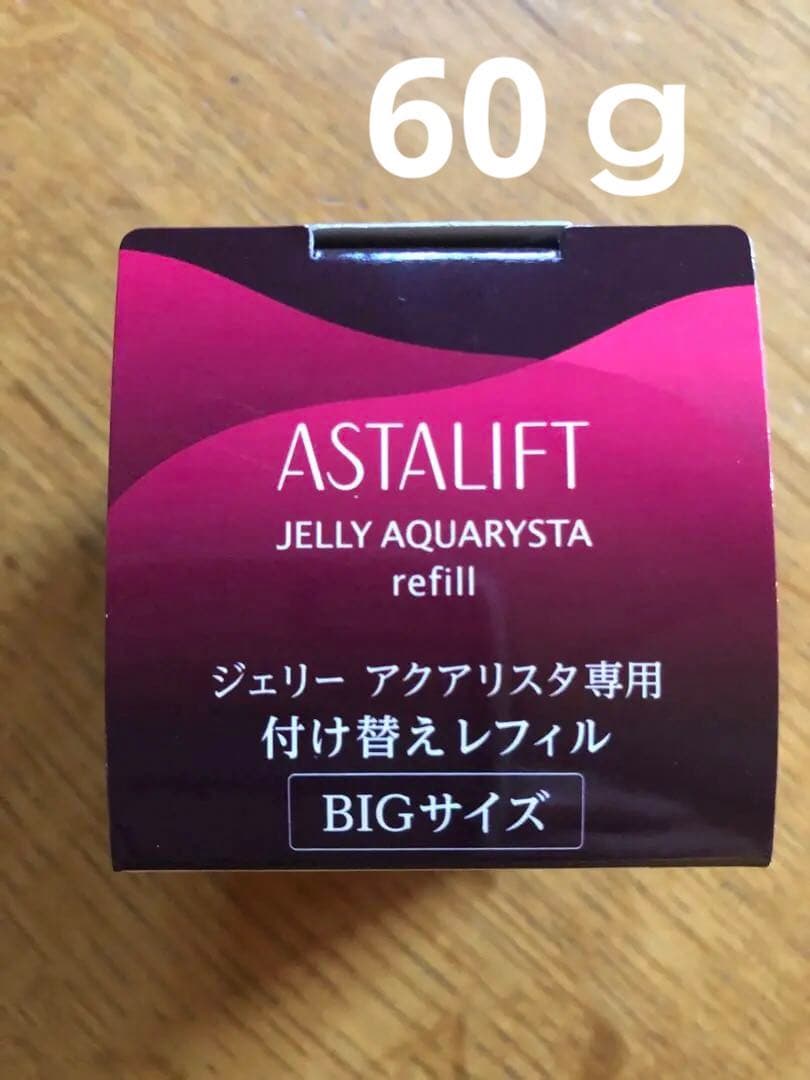 60g
ASTALIFT
JELLY AQUARYSTA
refill
ジェリー アクアリスタ専用
付け替えレフィル
BIGサイズ